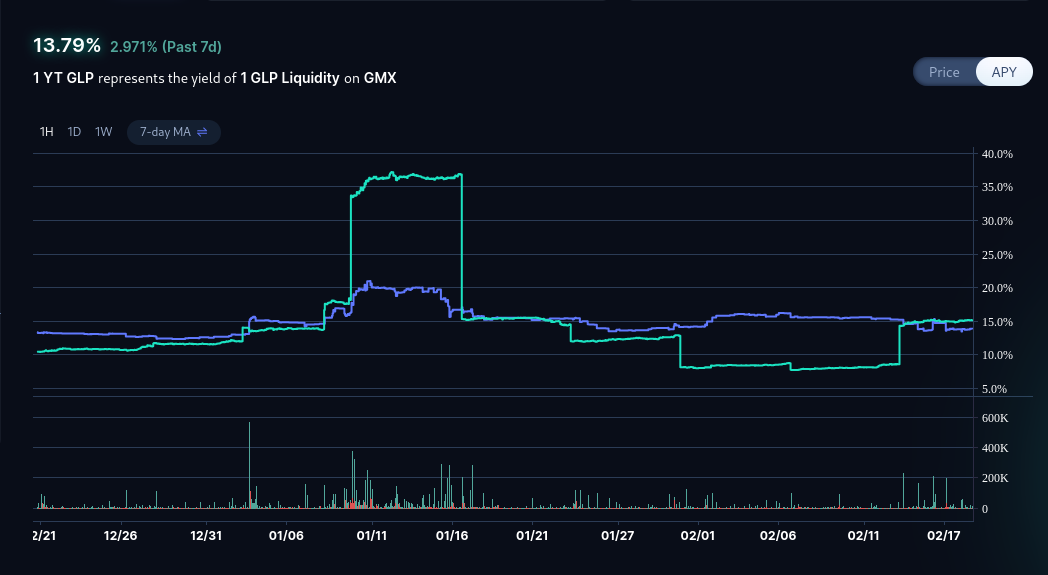 13.79% 2.971% (Past 7d)
1 YT GLP represents the yield of 1 GLP Liquidity on GMX
Price APY
1H 1D 1W 7-day MA ⇌
40.0%
35.0%
30.0%
25.0%
20.0%
15.0%
10.0%
5.0%
600K
400K
200K
0
2/21 12/26 12/31 01/06 01/11 01/16 01/21 01/27 02/01 02/06 02/11 02/17